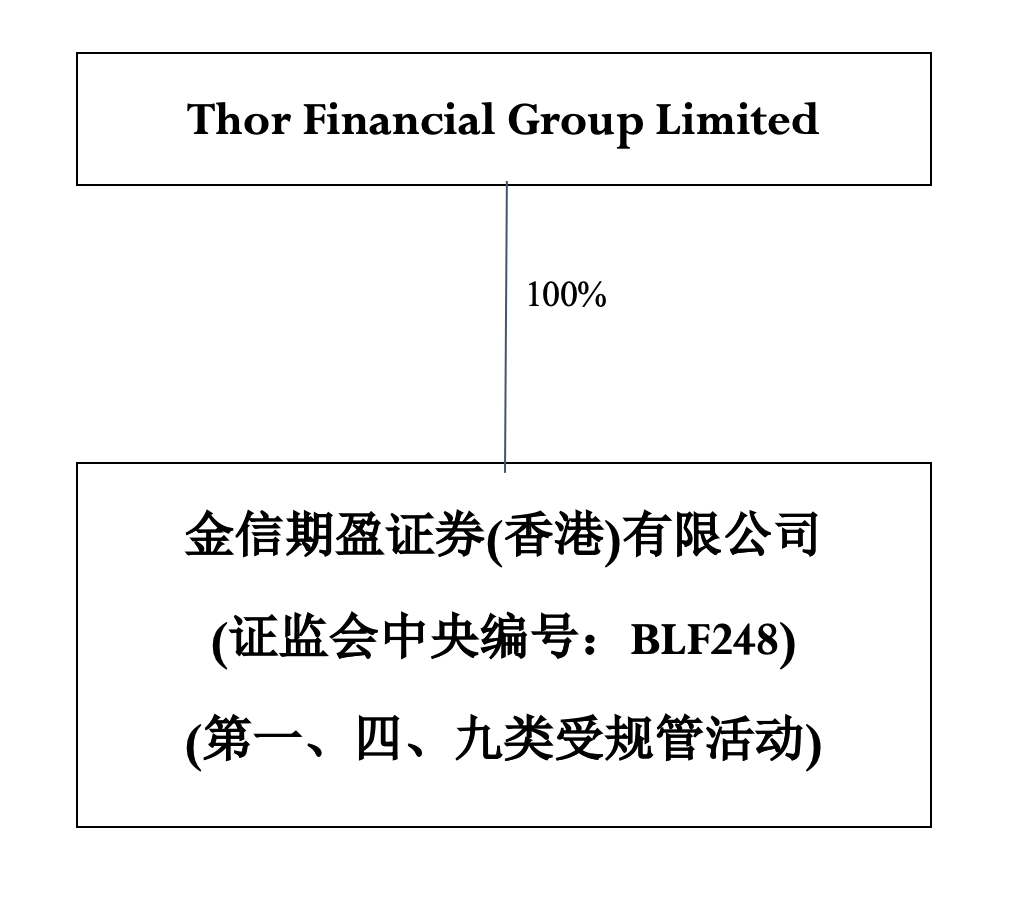 Thor Financial Group Limited
100%
金信期盈证券(香港)有限公司
(证监会中央编号：BLF248)
(第一、四、九类受规管活动)